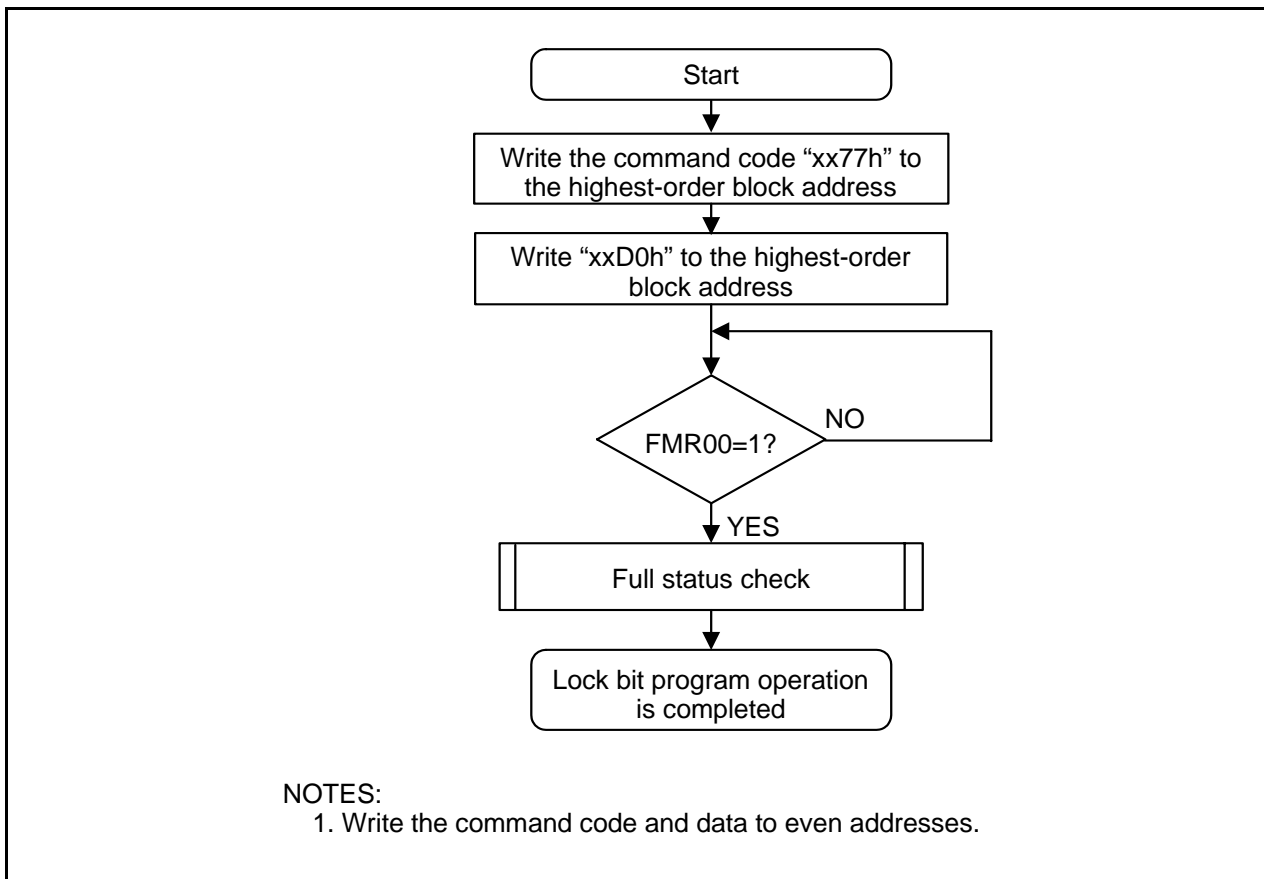 Start
Write the command code “xx77h” to
the highest-order block address
Write “xxD0h” to the highest-order
block address
FMR00=1?
NO
YES
Full status check
Lock bit program operation
is completed
NOTES:
1. Write the command code and data to even addresses.